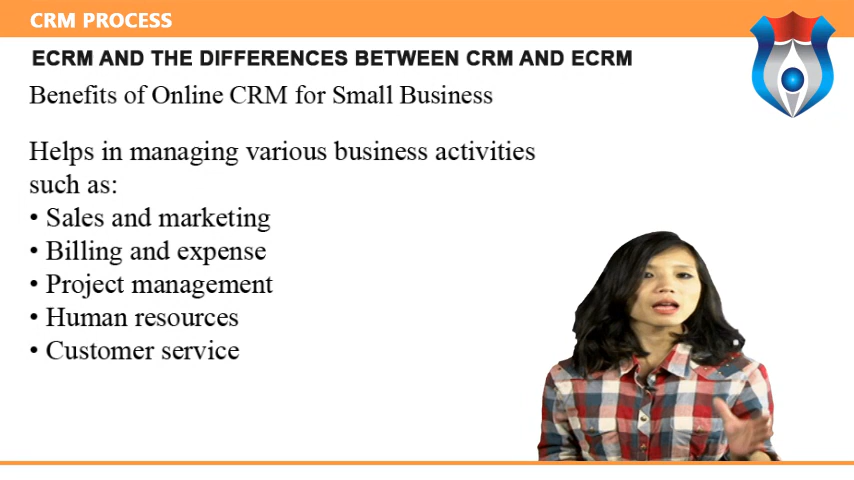 CRM PROCESS
ECRM AND THE DIFFERENCES BETWEEN CRM AND ECRM
Benefits of Online CRM for Small Business
Helps in managing various business activities
such as:
• Sales and marketing
• Billing and expense
• Project management
• Human resources
• Customer service